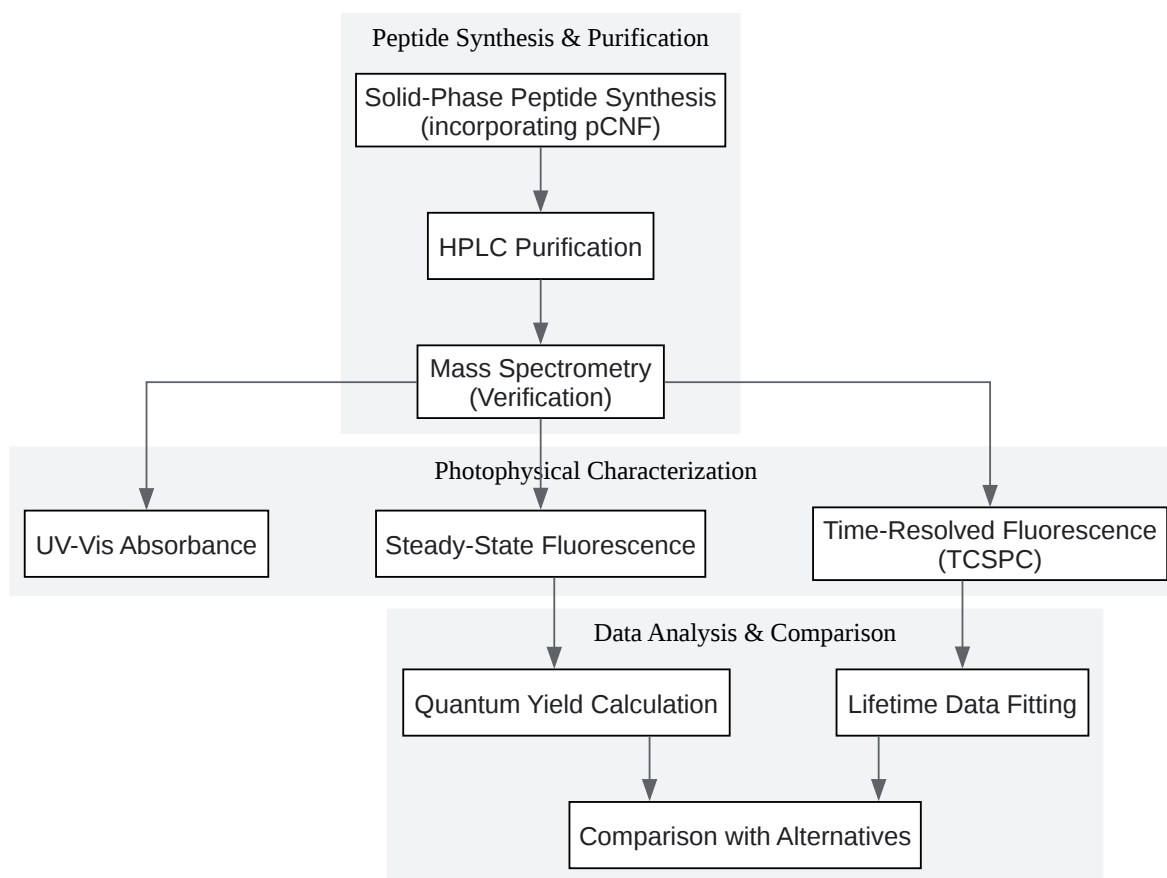 Peptide Synthesis & Purification
Solid-Phase Peptide Synthesis
(incorporating pCNF)
HPLC Purification
Mass Spectrometry
(Verification)
Photophysical Characterization
UV-Vis Absorbance
Steady-State Fluorescence
Time-Resolved Fluorescence
(TCSPC)
Data Analysis & Comparison
Quantum Yield Calculation
Lifetime Data Fitting
Comparison with Alternatives